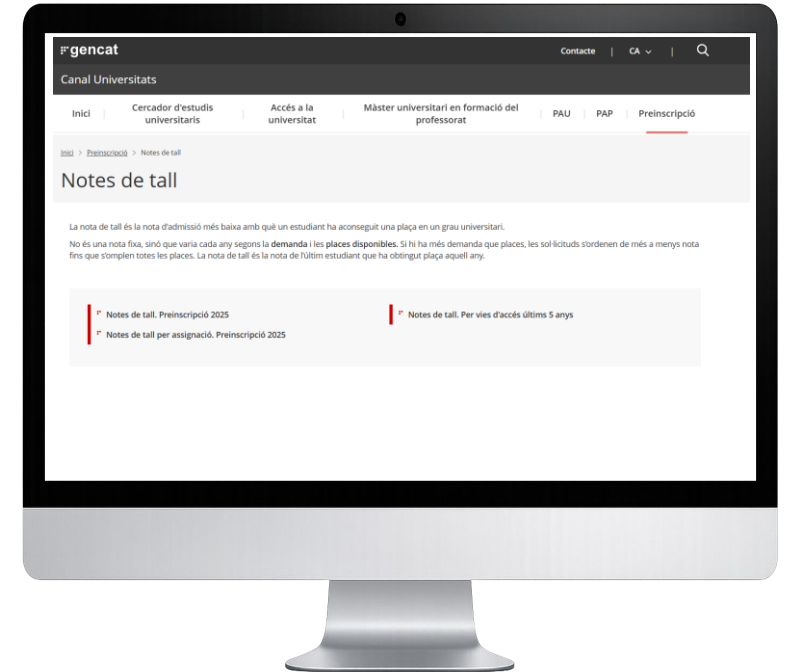 gencat
Contacte | CA | 
Canal Universitats
Inici
Cercador d'estudis
universitaris
Accés a la
universitat
Màster universitari en formació del
professorat
PAU
PAP
Preinscripció
Inici > Preinscripció > Notes de tall
Notes de tall
La nota de tall és la nota d'admissió més baixa amb què un estudiant ha aconseguit una plaça en un grau universitari.
No és una nota fixa, sinó que varia cada any segons la demanda i les places disponibles. Si hi ha més demanda que places, les sol·licituds s'ordenen de més a menys nota
fins que s'omplen totes les places. La nota de tall és la nota de l'últim estudiant que ha obtingut plaça aquell any.
Notes de tall. Preinscripció 2025
Notes de tall per assignació. Preinscripció 2025
Notes de tall. Per vies d'accés últims 5 anys